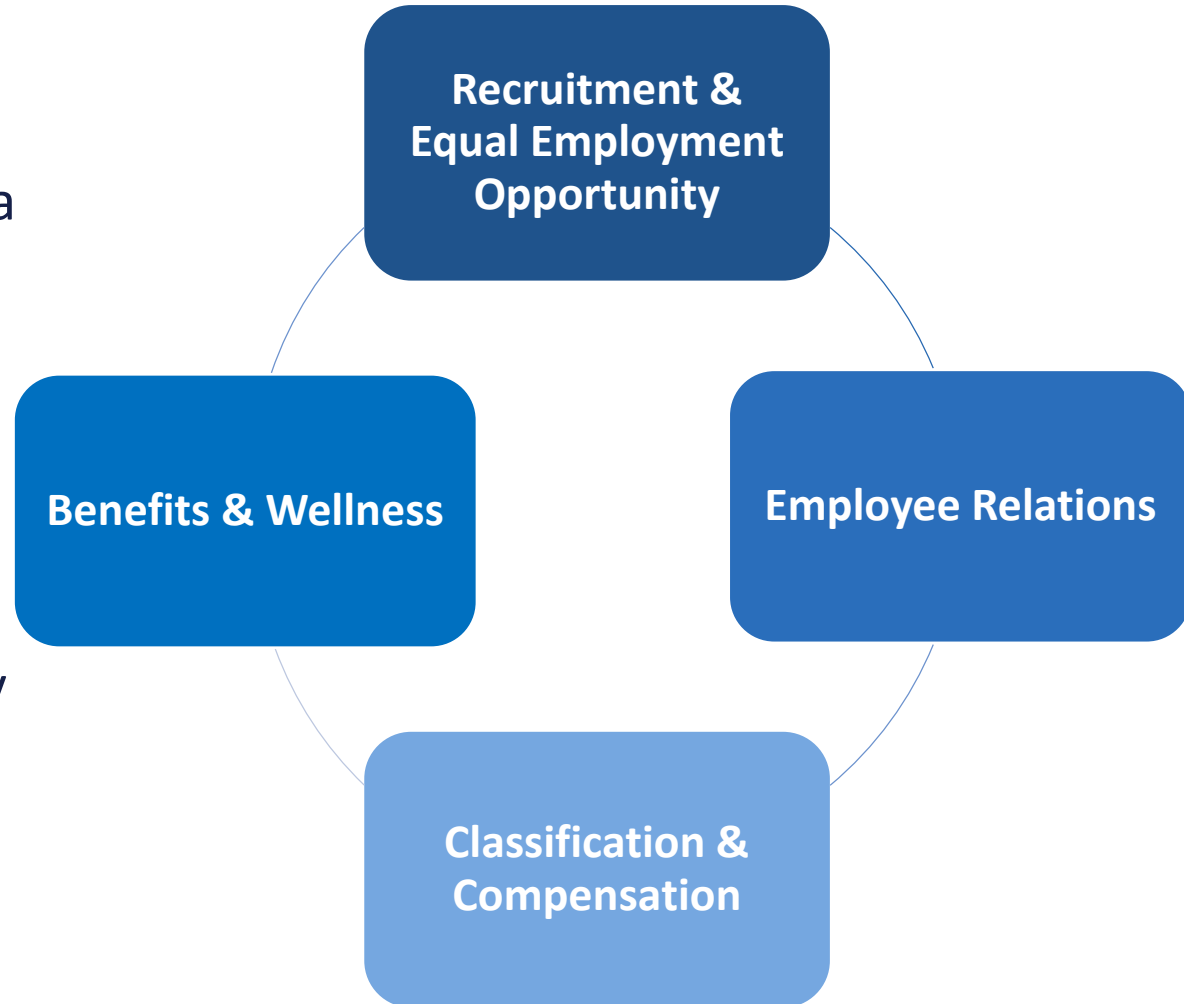 Recruitment &
Equal Employment
Opportunity
a
Benefits & Wellness
Employee Relations
y
Classification &
Compensation